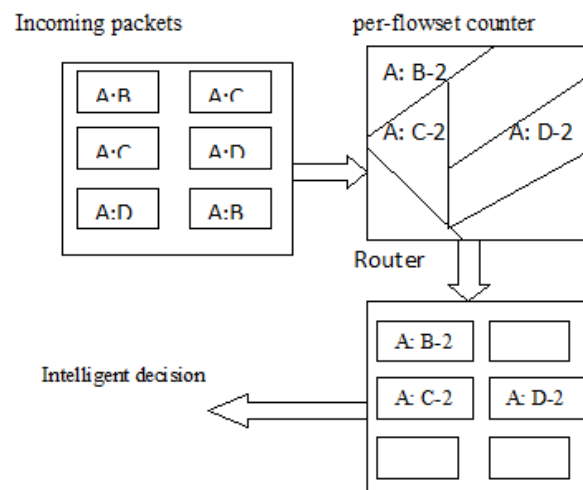 Incoming packets
per-flowset counter
A:B
A:C
A:C
A:D
A:D
A:B
A: B-2
A: C-2
A: D-2
Router
A: B-2
A: C-2
A: D-2
Intelligent decision